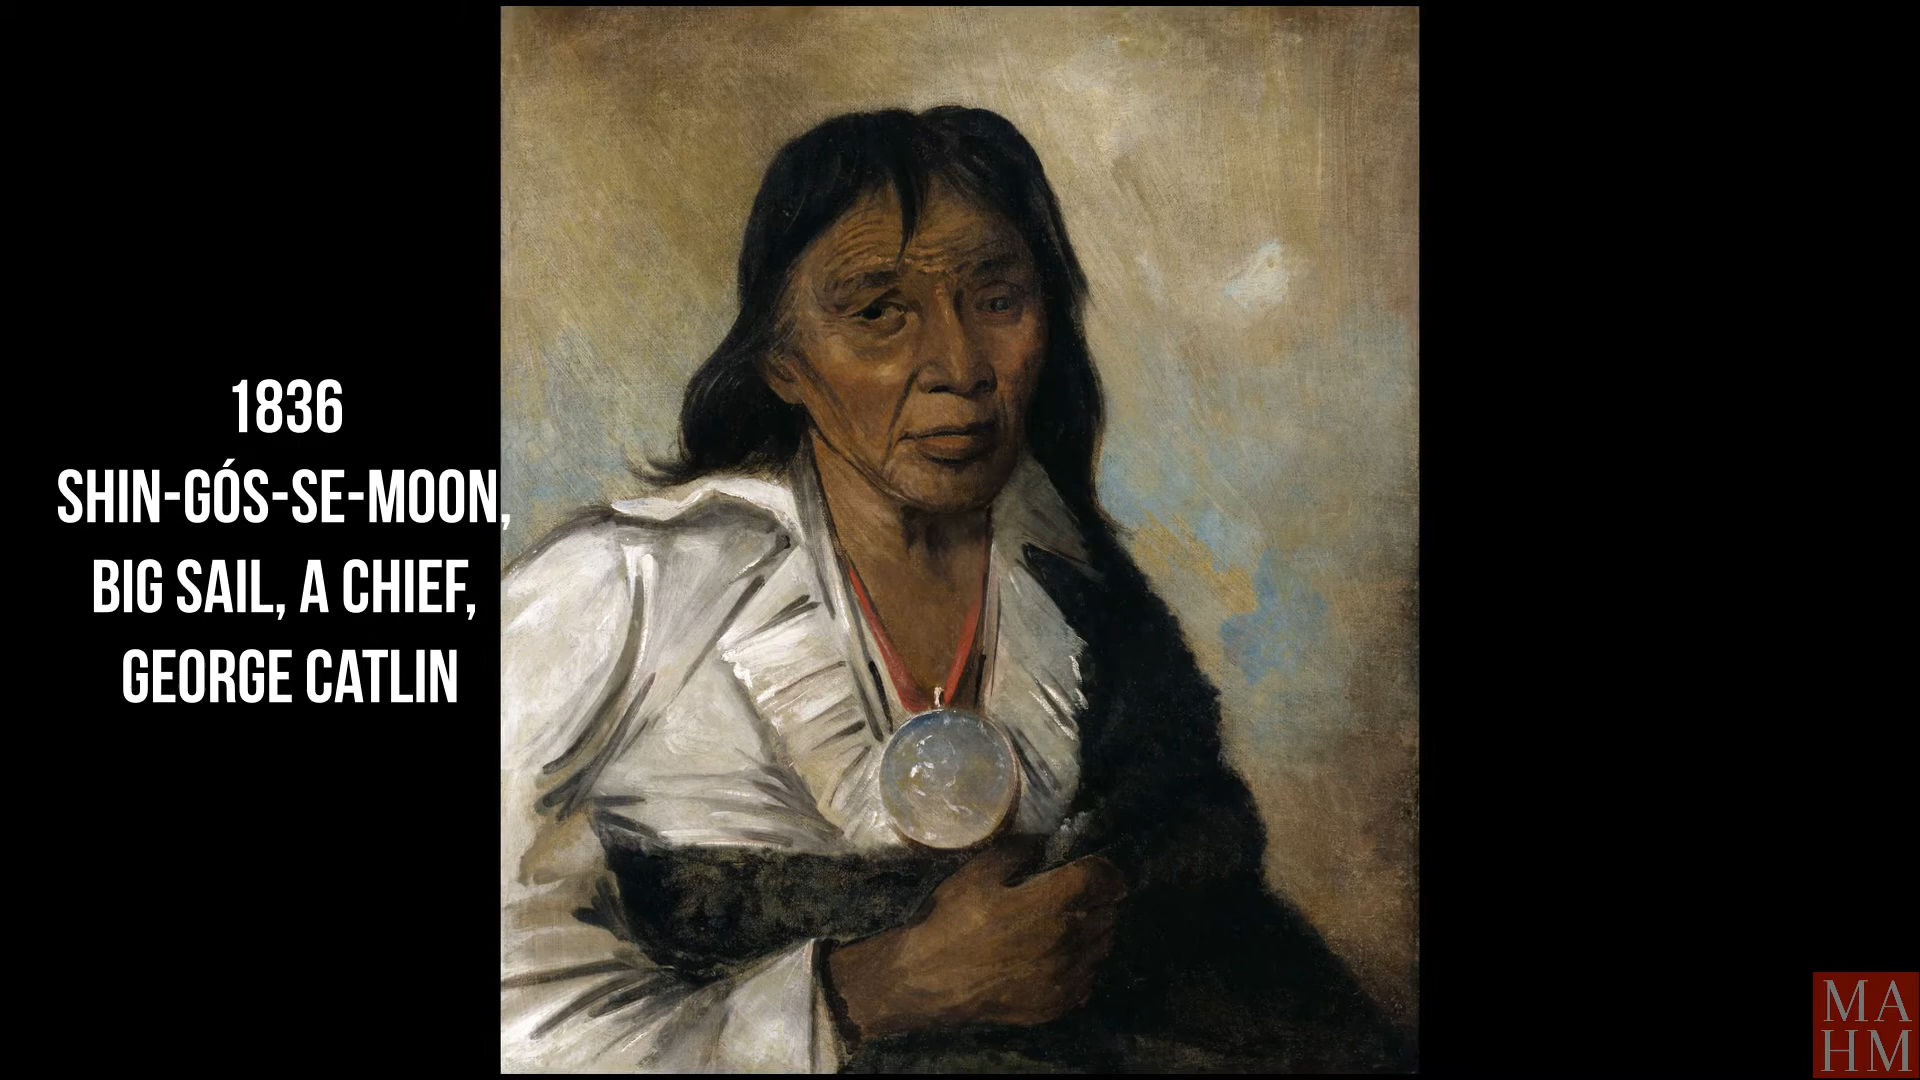 1836
SHIN-GÓS-SE-MOON,
BIG SAIL, A CHIEF,
GEORGE CATLIN
MA
HM